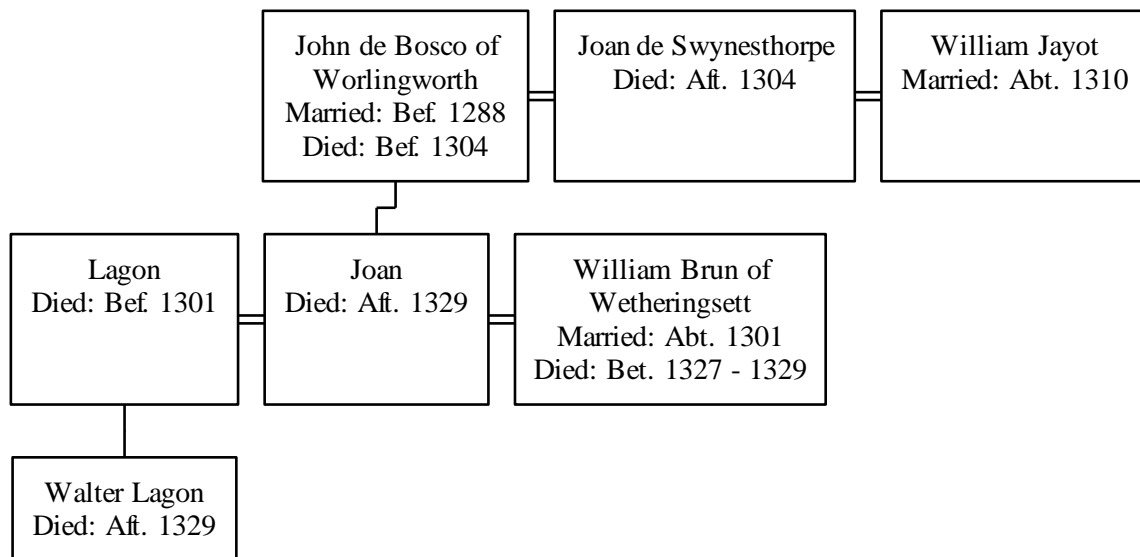 John de Bosco of
Worlingworth
Married: Bef. 1288
Died: Bef. 1304
Joan de Swynesthorpe
Died: Aft. 1304
William Jayot
Married: Abt. 1310
Lagon
Died: Bef. 1301
Joan
Died: Aft. 1329
William Brun of
Wetheringsett
Married: Abt. 1301
Died: Bet. 1327 - 1329
Walter Lagon
Died: Aft. 1329